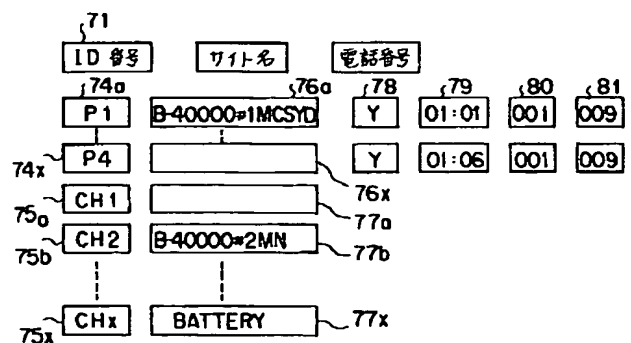 71
ID 番号 サイト名 電話番号
74a 76a 78 79 80 81
P1 B-40000#1MCSYD Y 01:01 001 009
P4 Y 01:06 001 009
74x 76x
75a CH1 77a
75b CH2 B-40000#2MN 77b
75x CHx BATTERY 77x